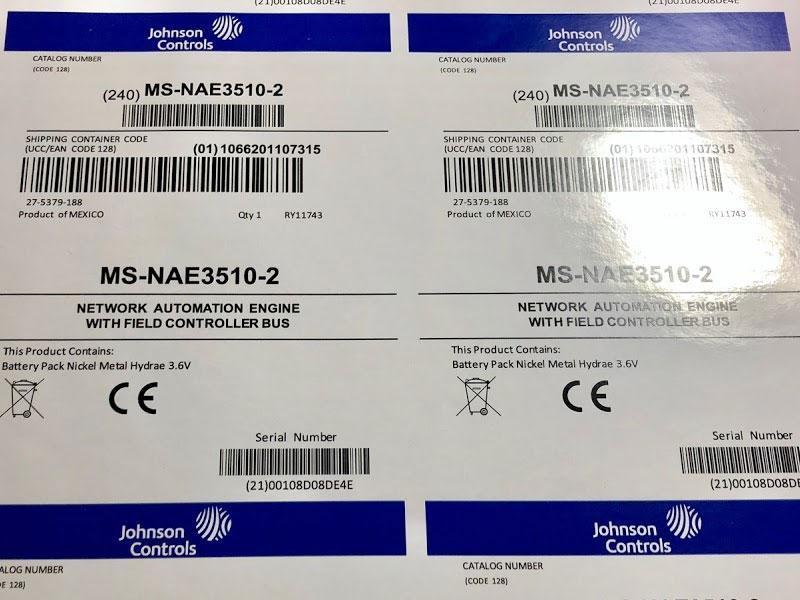 (21)00108D08DE4E
Johnson
Controls
CATALOG NUMBER
(CODE 128)
(240) MS-NAE3510-2
SHIPPING CONTAINER CODE
(UCC/EAN CODE 128) (01) 1066201107315
27-5379-188
Product of MEXICO Qty 1 RY11743
MS-NAE3510-2
NETWORK AUTOMATION ENGINE
WITH FIELD CONTROLLER BUS
This Product Contains:
Battery Pack Nickel Metal Hydrae 3.6V
CE
Serial Number
(21)00108D08DE4E
Johnson
Controls
ALOG NUMBER
DE 128)
(21)00108D08DE4E
Johnson
Controls
CATALOG NUMBER
(CODE 128)
(240) MS-NAE3510-2
SHIPPING CONTAINER CODE
(UCC/EAN CODE 128) (01) 1066201107315
27-5379-188
Product of MEXICO RY11743
MS-NAE3510-2
NETWORK AUTOMATION ENGINE
WITH FIELD CONTROLLER BUS
This Product Contains:
Battery Pack Nickel Metal Hydrae 3.6V
CE
Serial Number
(21)00108D08DE
Johnson
Controls
CATALOG NUMBER
(CODE 128)